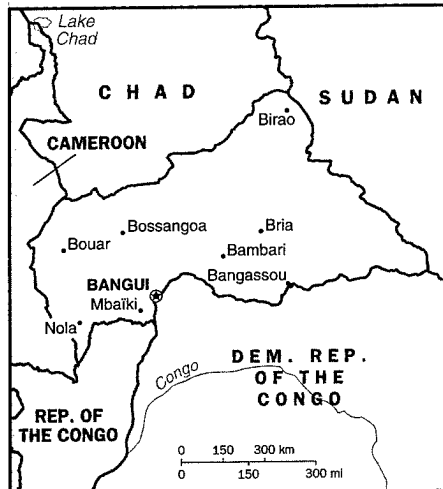 Lake
Chad
CHAD
SUDAN
Birao
CAMEROON
Bossangoa
Bria
Bouar
Bambari
BANGUI
Bangassou
Mbaïki
Nola
Congo
DEM. REP.
OF THE
CONGO
REP. OF
THE CONGO
0 150 300 km
0 150 300 mi